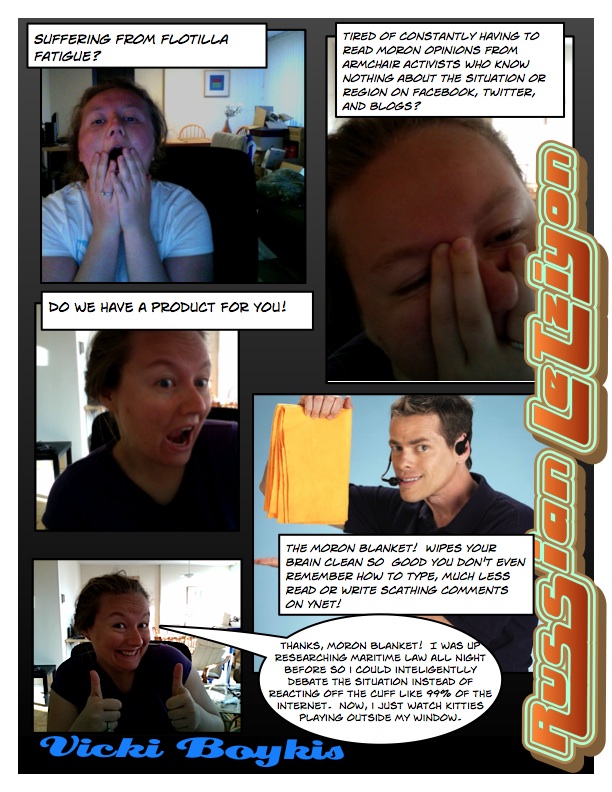 SUFFERING FROM FLOTILLA
FATIGUE?
TIRED OF CONSTANTLY HAVING TO
READ MORON OPINIONS FROM
ARMCHAIR ACTIVISTS WHO KNOW
NOTHING ABOUT THE SITUATION OR
REGION ON FACEBOOK, TWITTER,
AND BLOGS?
DO WE HAVE A PRODUCT FOR YOU!
THE MORON BLANKET! WIPES YOUR
BRAIN CLEAN SO GOOD YOU DON'T EVEN
REMEMBER HOW TO TYPE, MUCH LESS
READ OR WRITE SCATHING COMMENTS
ON YNET!
THANKS, MORON BLANKET! I WAS UP
RESEARCHING MARITIME LAW ALL NIGHT
BEFORE SO I COULD INTELIGENTLLY
DEBATE THE SITUATION INSTEAD OF
REACTING OFF THE CUFF LIKE 99% OF THE
INTERNET. NOW, I JUST WATCH KITTIES
PLAYING OUTSIDE MY WINDOW.
Vicki Boykis
Russian LeTziyon